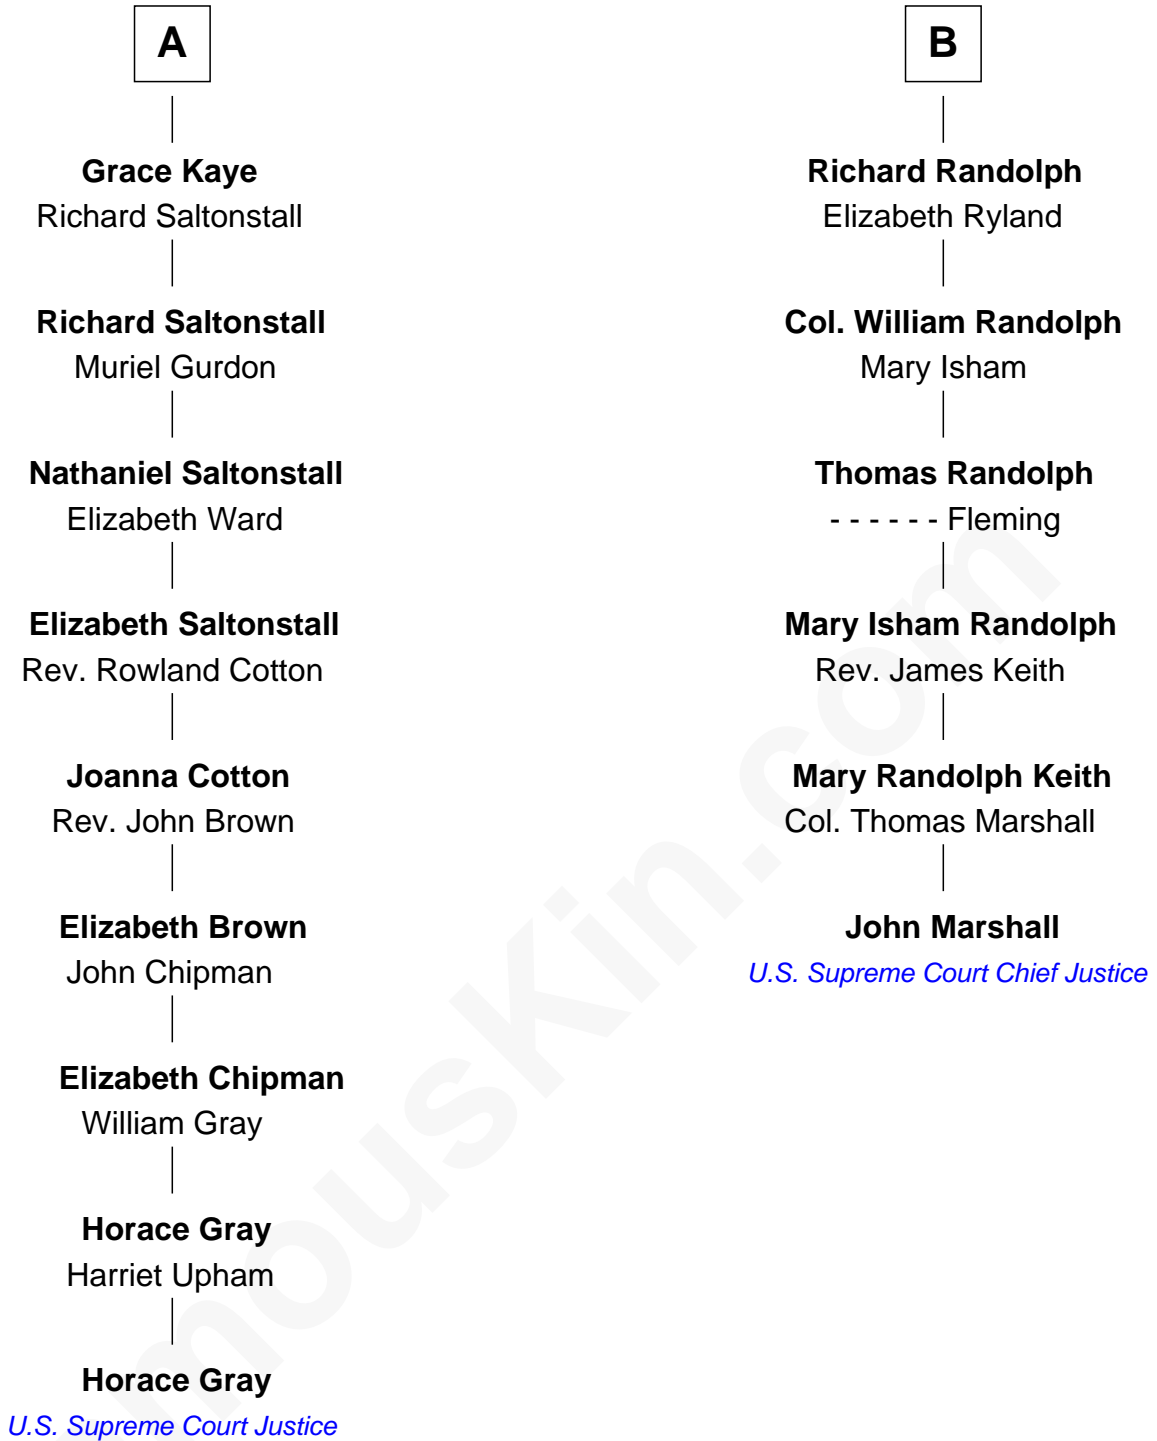 A
Grace Kaye
Richard Saltonstall
Richard Saltonstall
Muriel Gurdon
Nathaniel Saltonstall
Elizabeth Ward
Elizabeth Saltonstall
Rev. Rowland Cotton
Joanna Cotton
Rev. John Brown
Elizabeth Brown
John Chipman
Elizabeth Chipman
William Gray
Horace Gray
Harriet Upham
Horace Gray
U.S. Supreme Court Justice
B
Richard Randolph
Elizabeth Ryland
Col. William Randolph
Mary Isham
Thomas Randolph
- - - - - - Fleming
Mary Isham Randolph
Rev. James Keith
Mary Randolph Keith
Col. Thomas Marshall
John Marshall
U.S. Supreme Court Chief Justice
mousKin.com